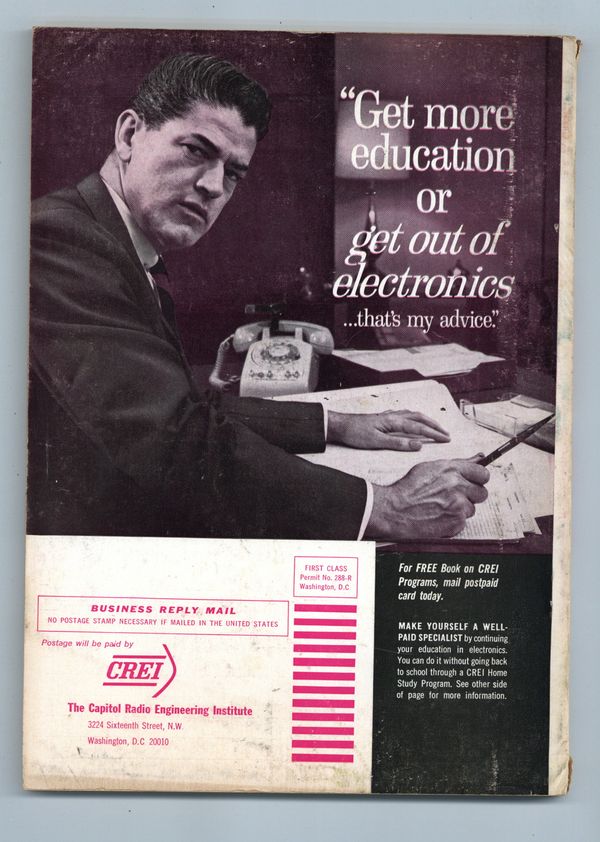 “Get more
education
or
get out of
electronics
...that's my advice.”
For FREE Book on CREI
Programs, mail postpaid
card today.
MAKE YOURSELF A WELL-
PAID SPECIALIST by continuing
your education in electronics.
You can do it without going back
to school through a CREI Home
Study Program. See other side
of page for more information.
FIRST CLASS
Permit No. 288-R
Washington, D.C.
BUSINESS REPLY MAIL
NO POSTAGE STAMP NECESSARY IF MAILED IN THE UNITED STATES
Postage will be paid by
CREI
The Capitol Radio Engineering Institute
3224 Sixteenth Street, N.W.
Washington, D.C. 20010